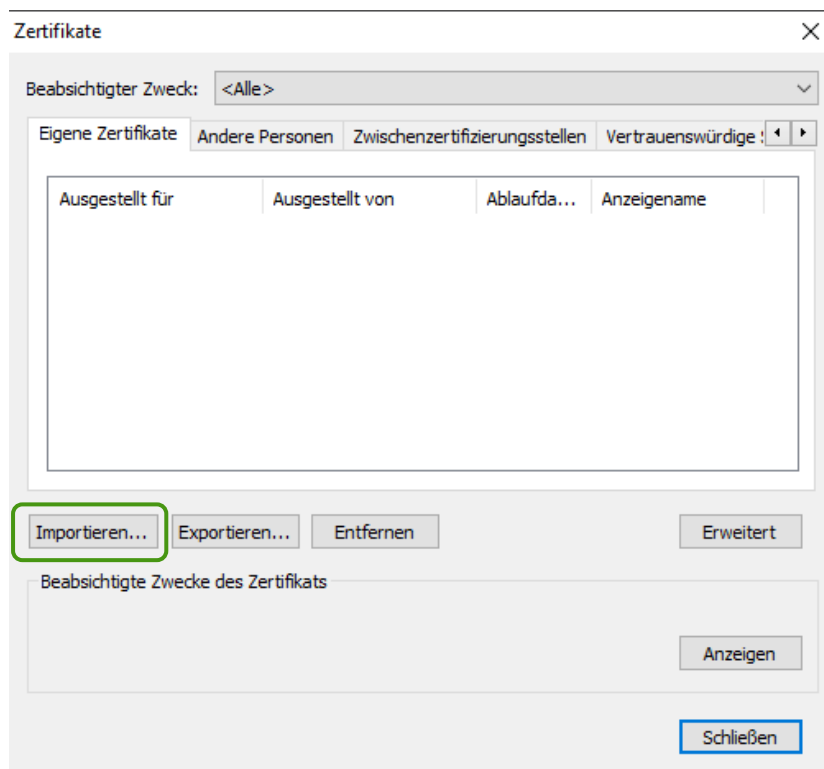 Zertifikate
Beabsichtigter Zweck: <Alle>
Eigene Zertifikate Andere Personen Zwischenzertifizierungsstellen Vertrauenswürdige
Ausgestellt für Ausgestellt von Ablaufda... Anzeigename
Importieren... Exportieren... Entfernen Erweitert
Beabsichtigte Zwecke des Zertifikats
Anzeigen
Schließen